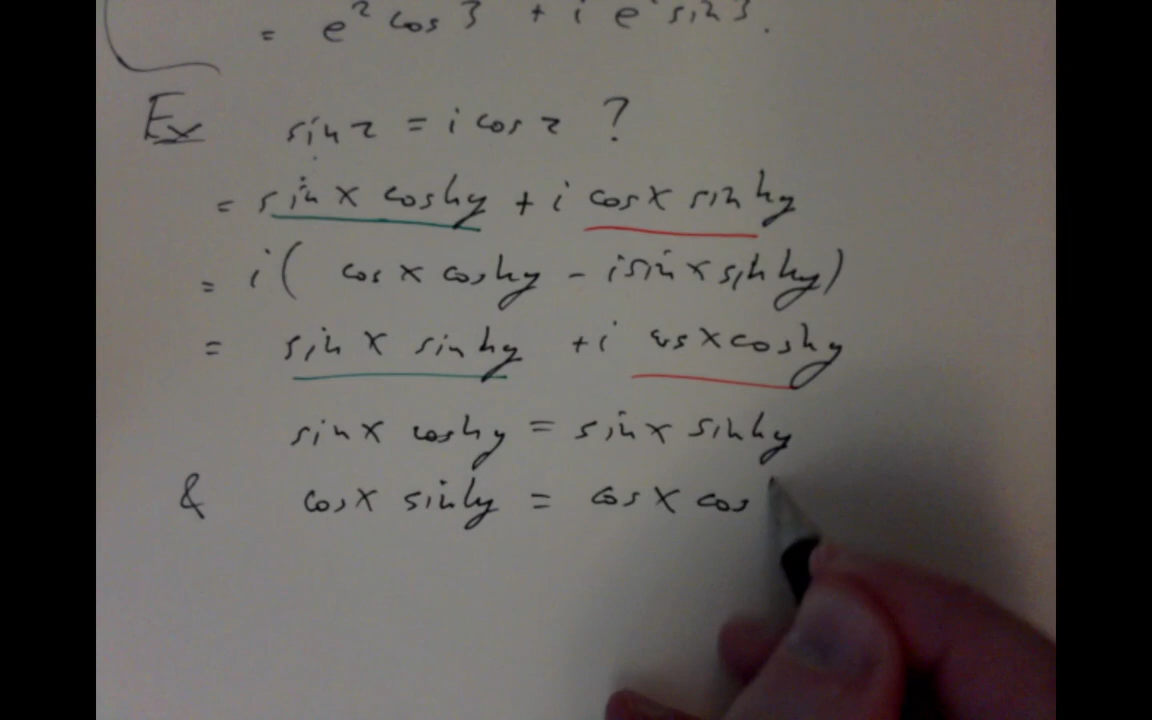 = e² cos 3 + i e sin 3.
Ex sin z = i cos z ?
= sin x cosh y + i cos x sinh y
= i ( cos x cosh y - i sin x sinh y )
= sin x sinh y + i cos x cosh y
sin x cosh y = sin x sinh y
& cos x sinh y = cos x cos